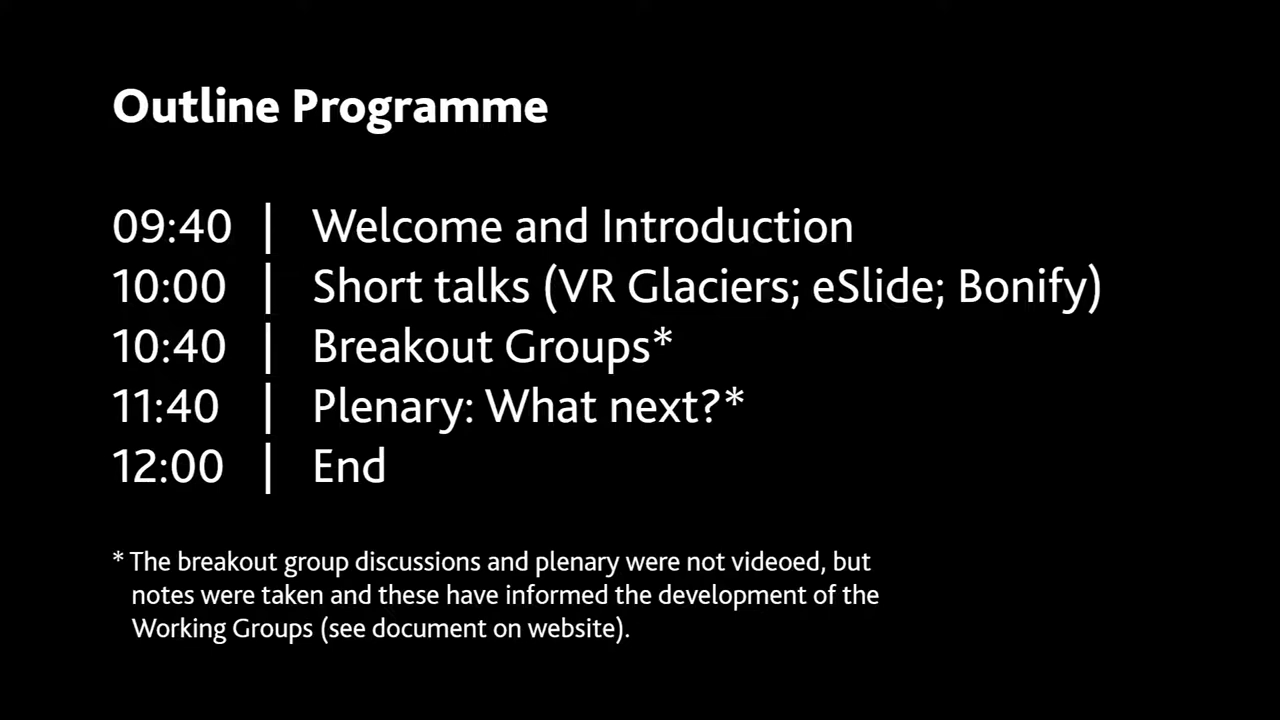 Outline Programme
09:40 | Welcome and Introduction
10:00 | Short talks (VR Glaciers; eSlide; Bonify)
10:40 | Breakout Groups*
11:40 | Plenary: What next?*
12:00 | End
* The breakout group discussions and plenary were not videoed, but
notes were taken and these have informed the development of the
Working Groups (see document on website).